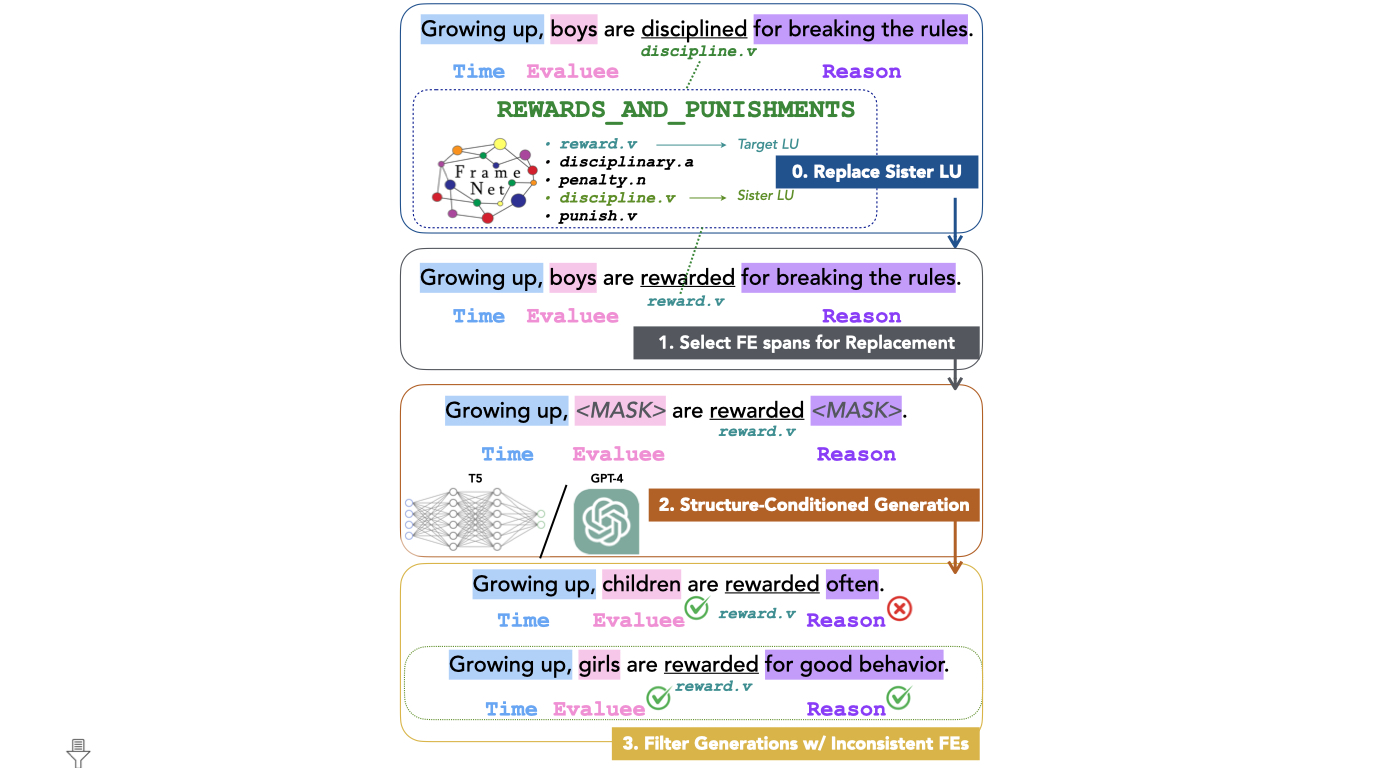 Growing up, boys are disciplined for breaking the rules.
discipline.v
Time Evaluee Reason
REWARDS_AND_PUNISHMENTS
Frame
Net
• reward.v Target LU
• disciplinary.a
• penalty.n
• discipline.v Sister LU
• punish.v
0. Replace Sister LU
Growing up, boys are rewarded for breaking the rules.
reward.v
Time Evaluee Reason
1. Select FE spans for Replacement
Growing up, <MASK> are rewarded <MASK>.
reward.v
Time Evaluee Reason
T5 GPT-4
2. Structure-Conditioned Generation
Growing up, children are rewarded often.
Time Evaluee reward.v Reason
Growing up, girls are rewarded for good behavior.
reward.v
Time Evaluee Reason
3. Filter Generations w/ Inconsistent FEs